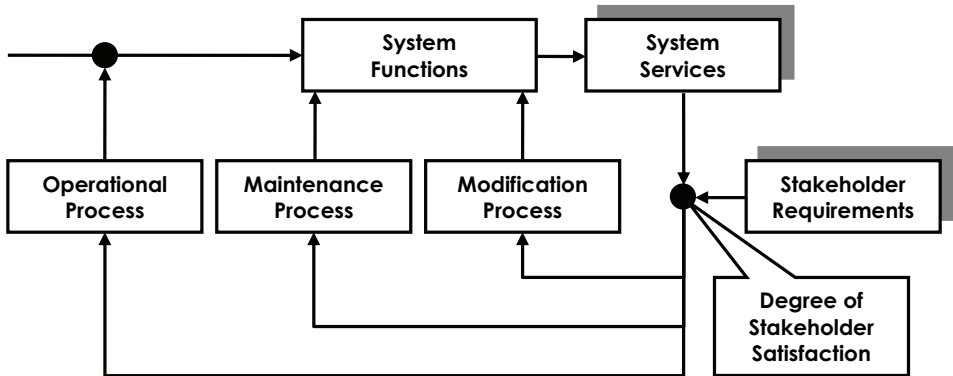 System
Functions
System
Services
Operational
Process
Maintenance
Process
Modification
Process
Stakeholder
Requirements
Degree of
Stakeholder
Satisfaction